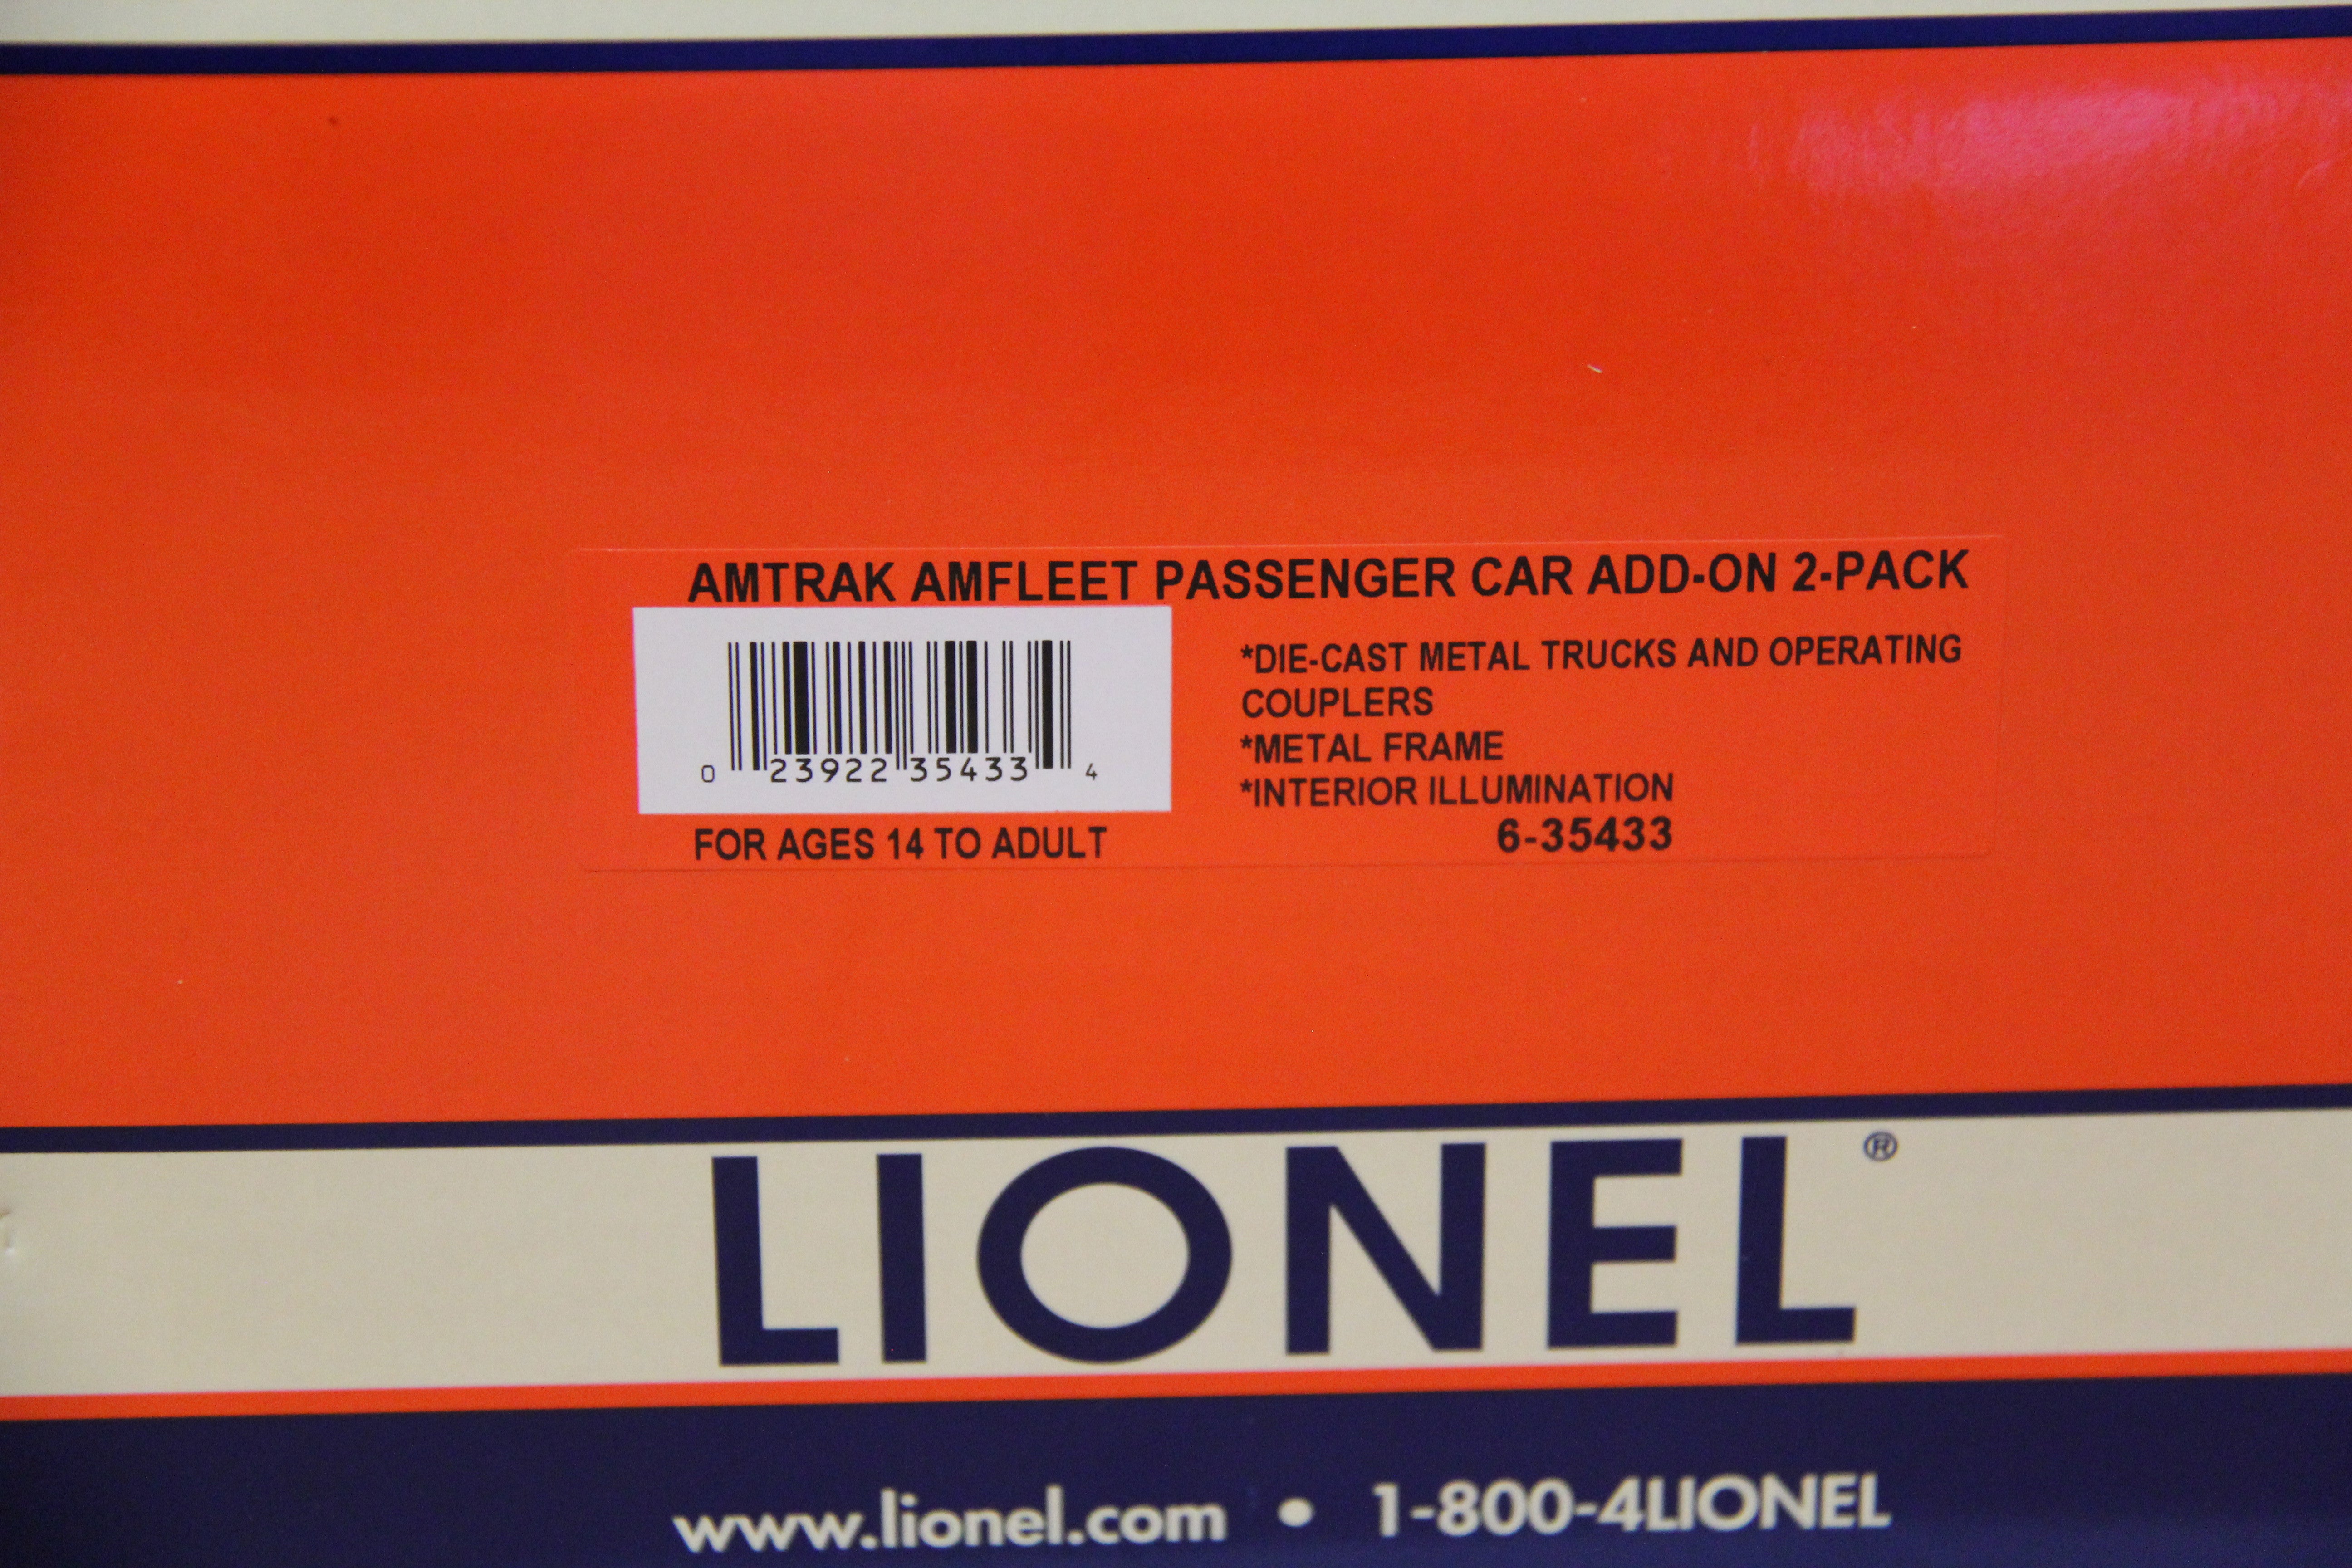 AMTRAK AMFLEET PASSENGER CAR ADD-ON 2-PACK
0 23922 35433 4
FOR AGES 14 TO ADULT
*DIE-CAST METAL TRUCKS AND OPERATING
COUPLERS
*METAL FRAME
*INTERIOR ILLUMINATION
6-35433
LIONEL®
www.lionel.com • 1-800-4LIONEL